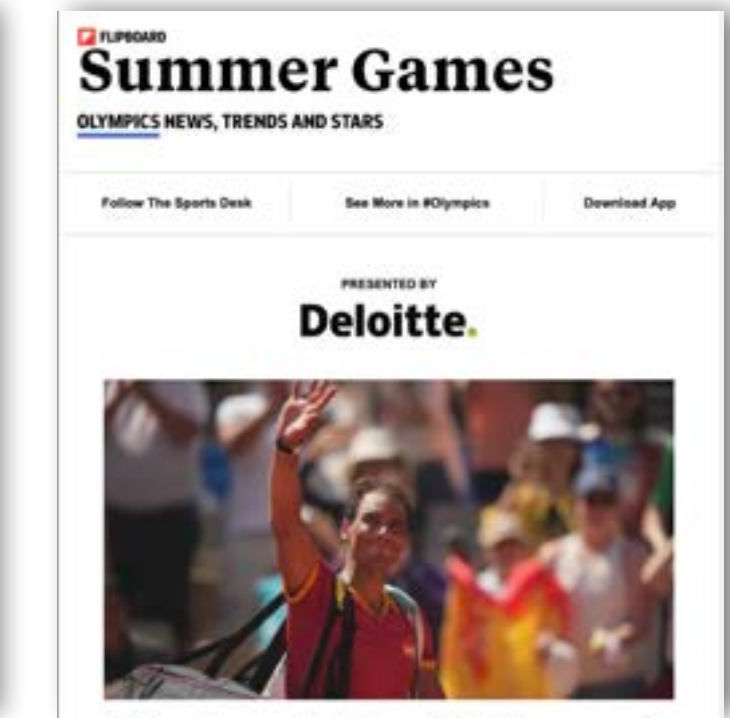 FLIPBOARD
Summer Games
OLYMPICS NEWS, TRENDS AND STARS
Follow The Sports Desk
See More in #Olympics
Download App
PRESENTED BY
Deloitte.